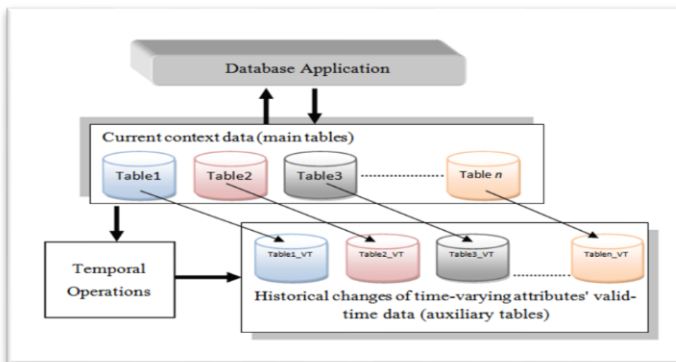 Database Application
Current context data (main tables)
Table1
Table2
Table3
Table n
Temporal
Operations
Table1_VT
Table2_VT
Table3_VT
Tablen_VT
Historical changes of time-varying attributes' valid-
time data (auxiliary tables)